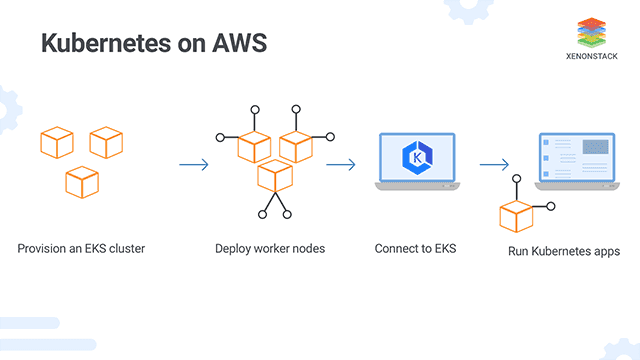 Kubernetes on AWS
XENONSTACK
K
Provision an EKS cluster
Deploy worker nodes
Connect to EKS
Run Kubernetes apps